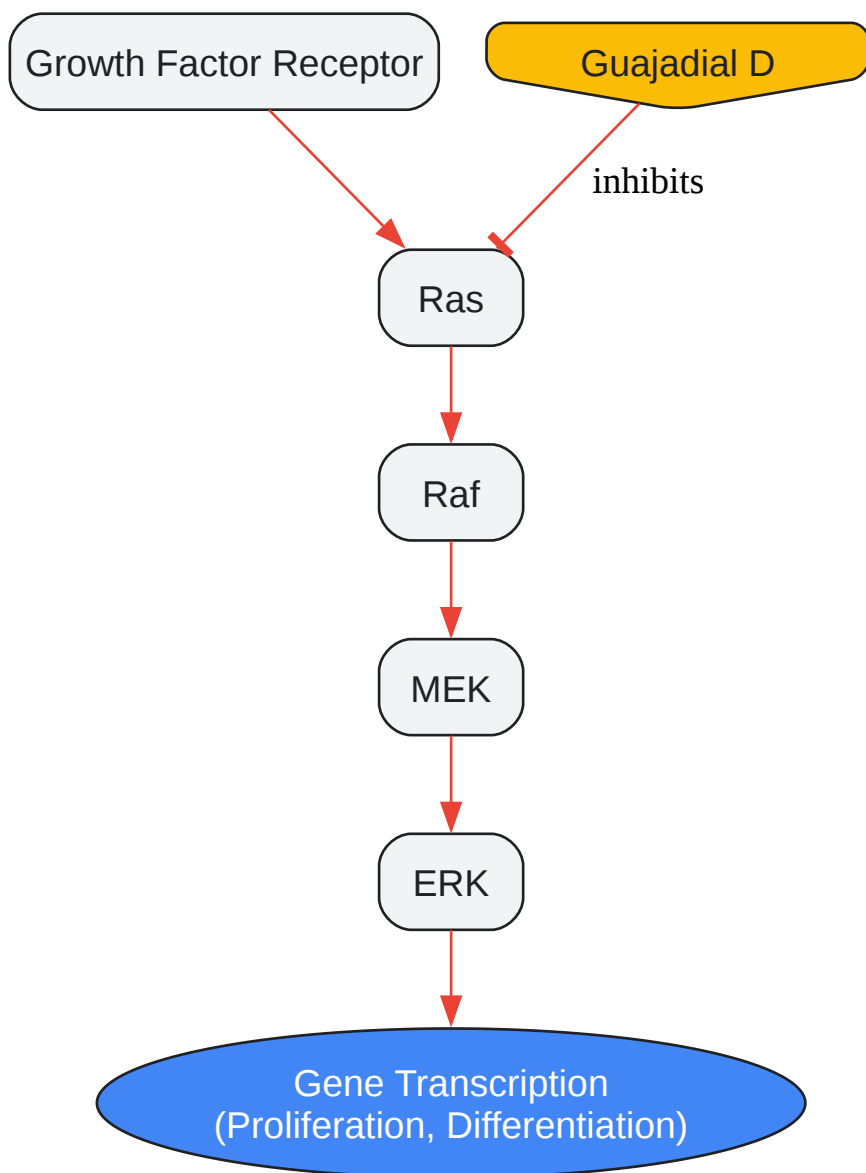 Growth Factor Receptor
Guajadial D
inhibits
Ras
Raf
MEK
ERK
Gene Transcription
(Proliferation, Differentiation)